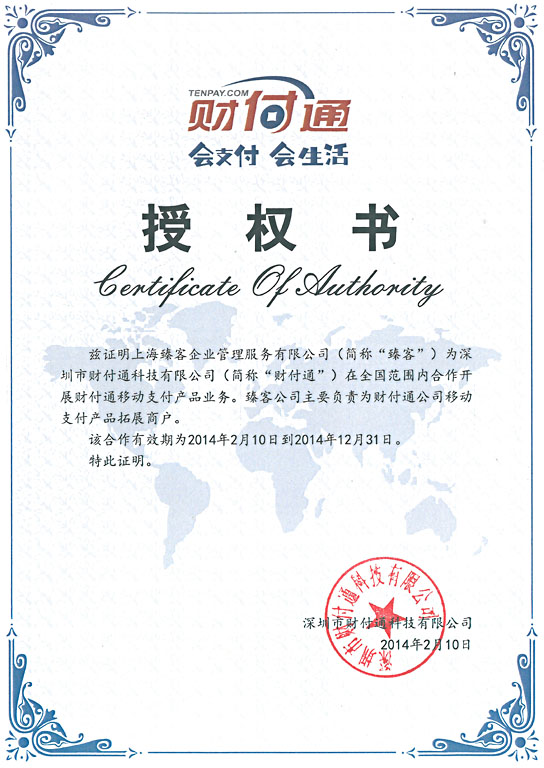 TENPAY.COM
财付通
会支付 会生活
授权书
Certificate Of Authority
兹证明上海臻客企业管理服务有限公司（简称“臻客”）为深
圳市财付通科技有限公司（简称“财付通”）在全国范围内合作开
展财付通移动支付产品业务。臻客公司主要负责为财付通公司移动
支付产品拓展商户。
该合作有效期为2014年2月10日到2014年12月31日。
特此证明。
深圳市财付通科技有限公司
深圳市财付通科技有限公司
2014年2月10日